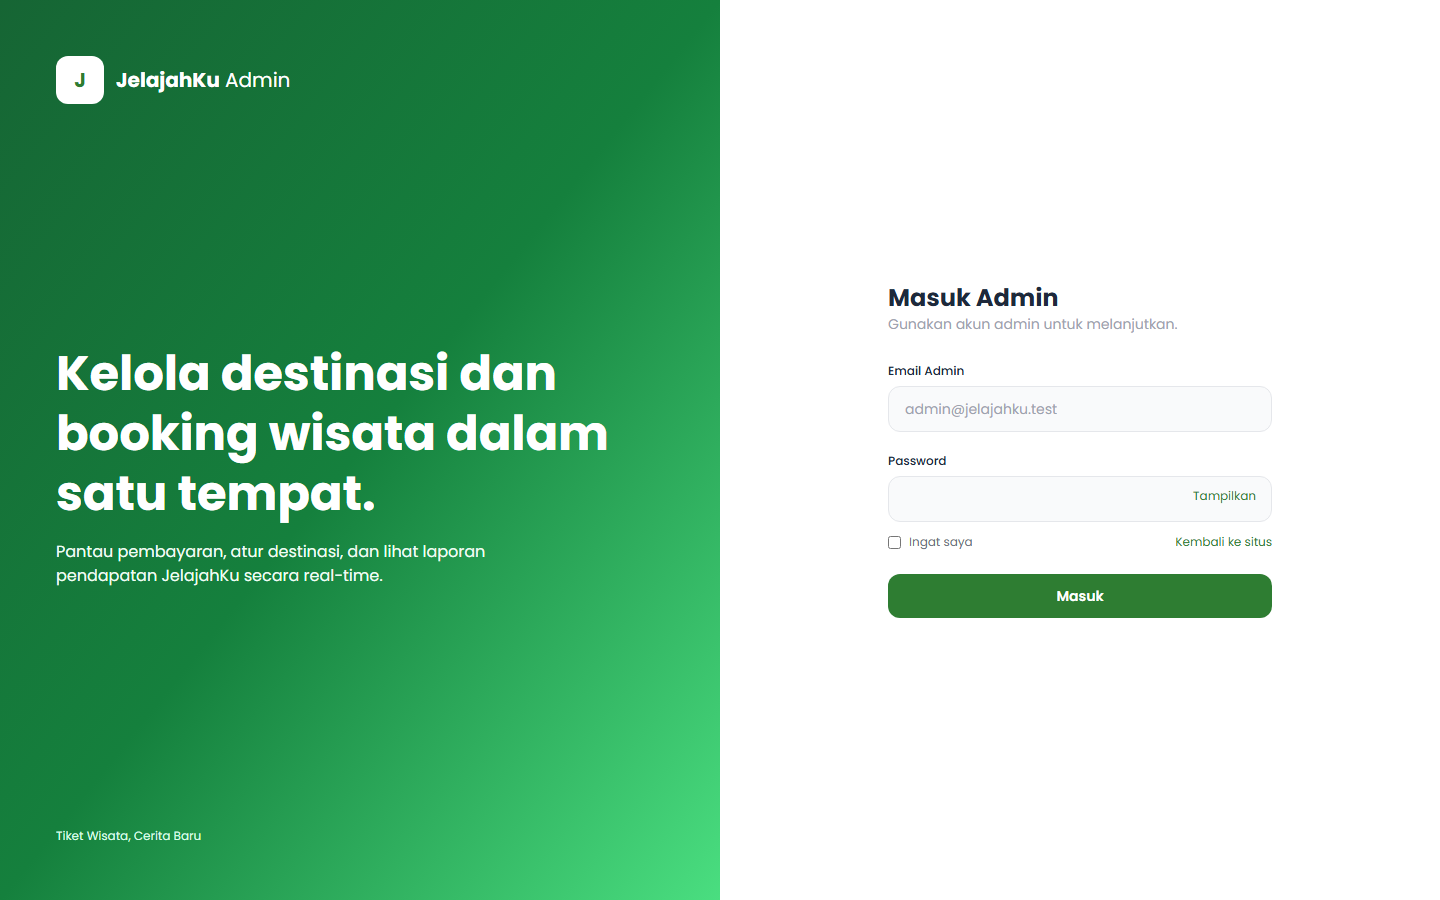 J
JelajahKu Admin
Kelola destinasi dan
booking wisata dalam
satu tempat.
Pantau pembayaran, atur destinasi, dan lihat laporan
pendapatan JelajahKu secara real-time.
Tiket Wisata, Cerita Baru
Masuk Admin
Gunakan akun admin untuk melanjutkan.
Email Admin
admin@jelajahku.test
Password
Tampilkan
Ingat saya
Kembali ke situs
Masuk